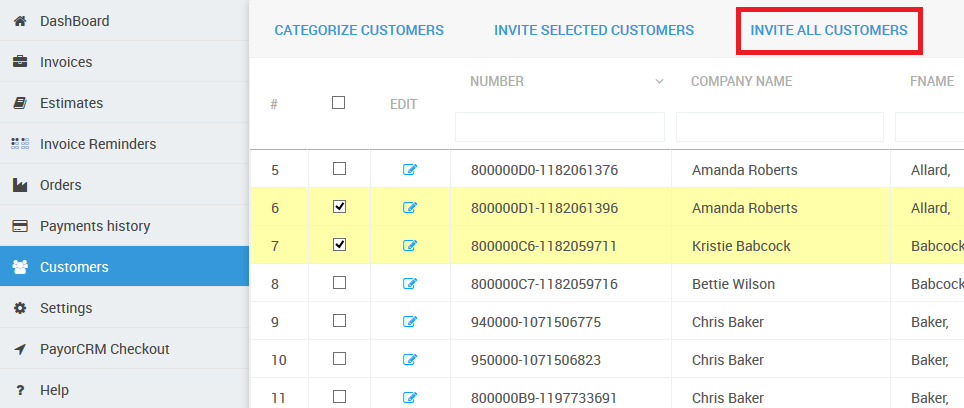 DashBoard
Invoices
Estimates
Invoice Reminders
Orders
Payments history
Customers
Settings
PayorCRM Checkout
? Help
CATEGORIZE CUSTOMERS INVITE SELECTED CUSTOMERS INVITE ALL CUSTOMERS
# EDIT NUMBER COMPANY NAME FNAME
5 800000D0-1182061376 Amanda Roberts Allard,
6 800000D1-1182061396 Amanda Roberts Allard,
7 800000C6-1182059711 Kristie Babcock Babcock
8 800000C7-1182059716 Bettie Wilson Babcock
9 940000-1071506775 Chris Baker Baker,
10 950000-1071506823 Chris Baker Baker,
11 800000B9-1197733691 Chris Baker Baker,